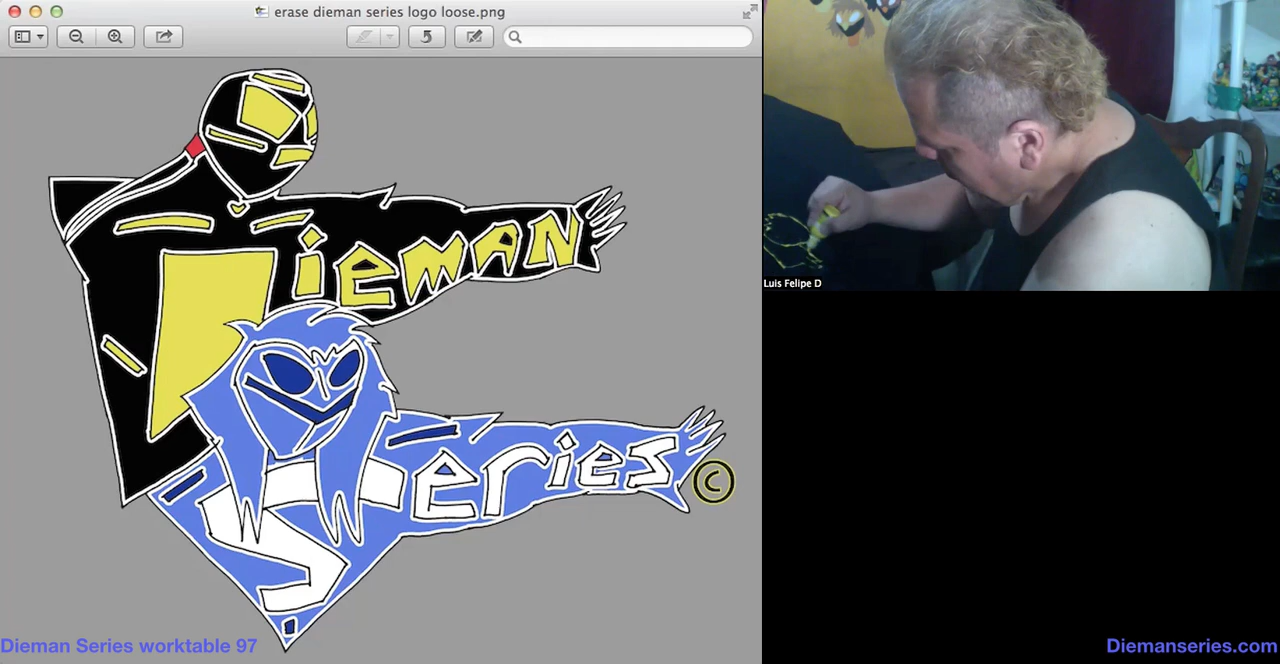 erase dieman series logo loose.png
DieMAN
Series ©
Luis Felipe D
Dieman Series worktable 97
Diemanseries.com